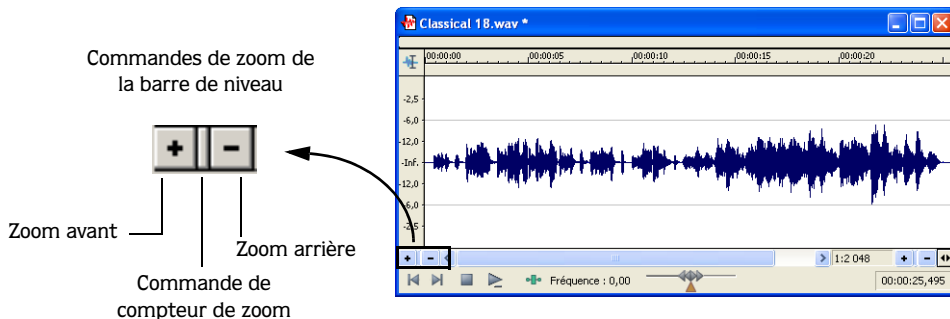 Classical 18.wav *
Commandes de zoom de
la barre de niveau
00:00:00 00:00:05 00:00:10 00:00:15 00:00:20
-2,5
-6,0
-12,0
-Inf.
-12,0
-6,0
-2,5
+ -
Zoom avant
Zoom arrière
Commande de
compteur de zoom
+ - 1:2 048 + -
Fréquence : 0,00 00:00:25,495